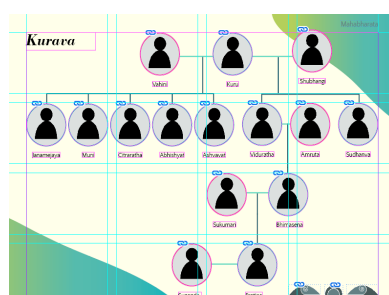 Mahabharata
Kurava
Vahini
Kuru
Shubhangi
Janamejaya
Muni
Citraratha
Abhishyat
Ashvavat
Viduratha
Amruta
Sudhanva
Sukumari
Bhimasena